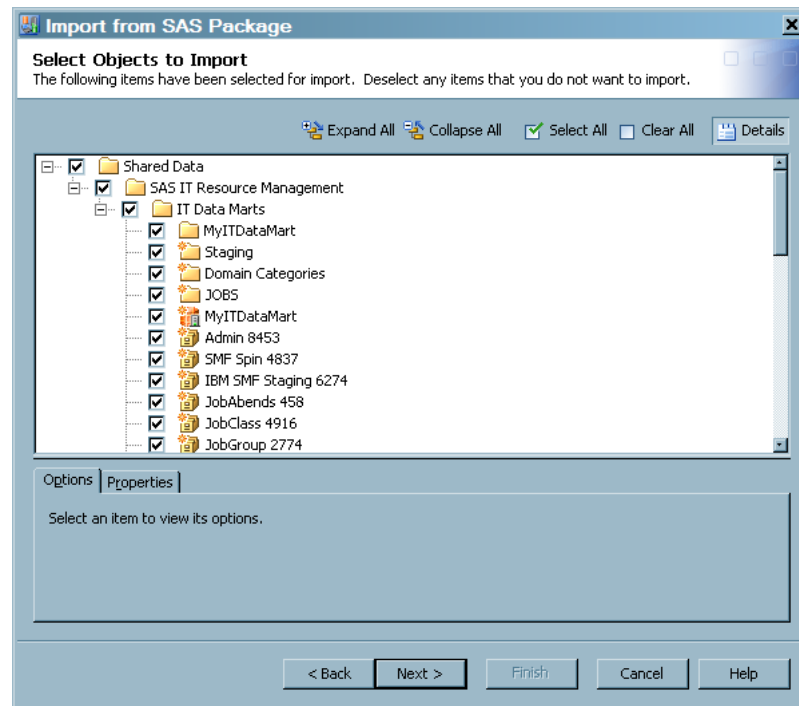 Import from SAS Package
Select Objects to Import
The following items have been selected for import. Deselect any items that you do not want to import.
Expand All Collapse All Select All Clear All Details
Shared Data
SAS IT Resource Management
IT Data Marts
MyITDataMart
Staging
Domain Categories
JOBS
MyITDataMart
Admin 8453
SMF Spin 4837
IBM SMF Staging 6274
JobAbends 458
JobClass 4916
JobGroup 2774
Options Properties
Select an item to view its options.
< Back Next > Finish Cancel Help